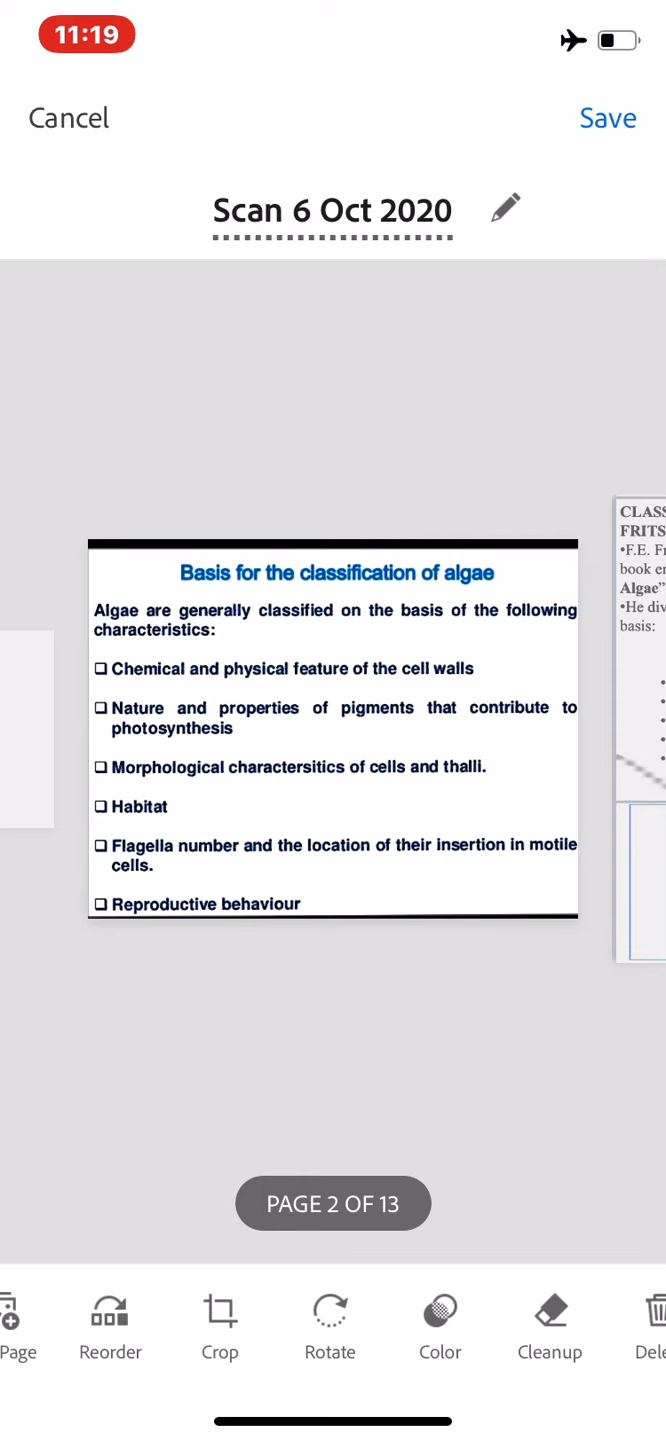 11:19
Cancel
Save
Scan 6 Oct 2020
Basis for the classification of algae
Algae are generally classified on the basis of the following
characteristics:
❑ Chemical and physical feature of the cell walls
❑ Nature and properties of pigments that contribute to
photosynthesis
❑ Morphological charactersitics of cells and thalli.
❑ Habitat
❑ Flagella number and the location of their insertion in motile
cells.
❑ Reproductive behaviour
CLASS
FRITS
•F.E. Fr
book en
Algae”
•He div
basis:
PAGE 2 OF 13
Page
Reorder
Crop
Rotate
Color
Cleanup
Dele